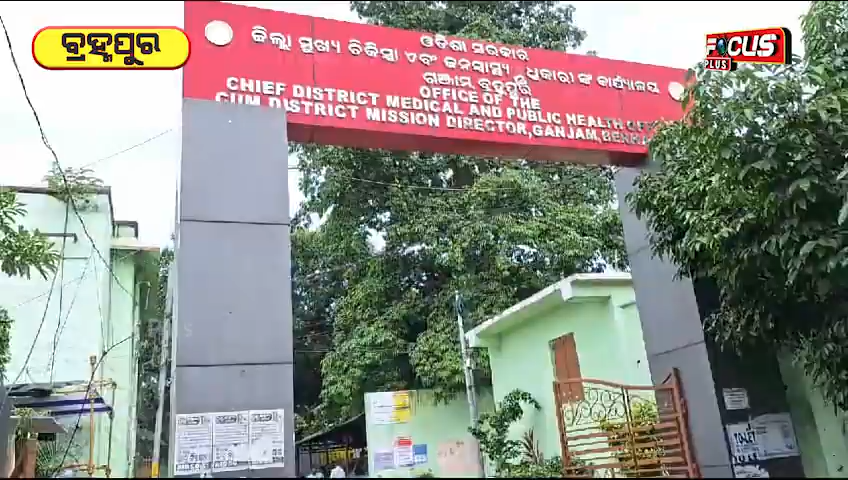 ବ୍ରହ୍ମପୁର
FOCUS
PLUS
ଓଡିଶା ସରକାର
ଜିଲ୍ଲା ମୁଖ୍ୟ ଚିକିତ୍ସା ଏବଂ ଜନସ୍ବାସ୍ଥ୍ୟ ଅଧିକାରୀ ଙ୍କ କାର୍ଯ୍ୟାଳୟ
ଗଞ୍ଜାମ, ବ୍ରହ୍ମପୁର
OFFICE OF THE
CHIEF DISTRICT MEDICAL AND PUBLIC HEALTH
CUM DISTRICT MISSION DIRECTOR, GANJAM,
TOILET